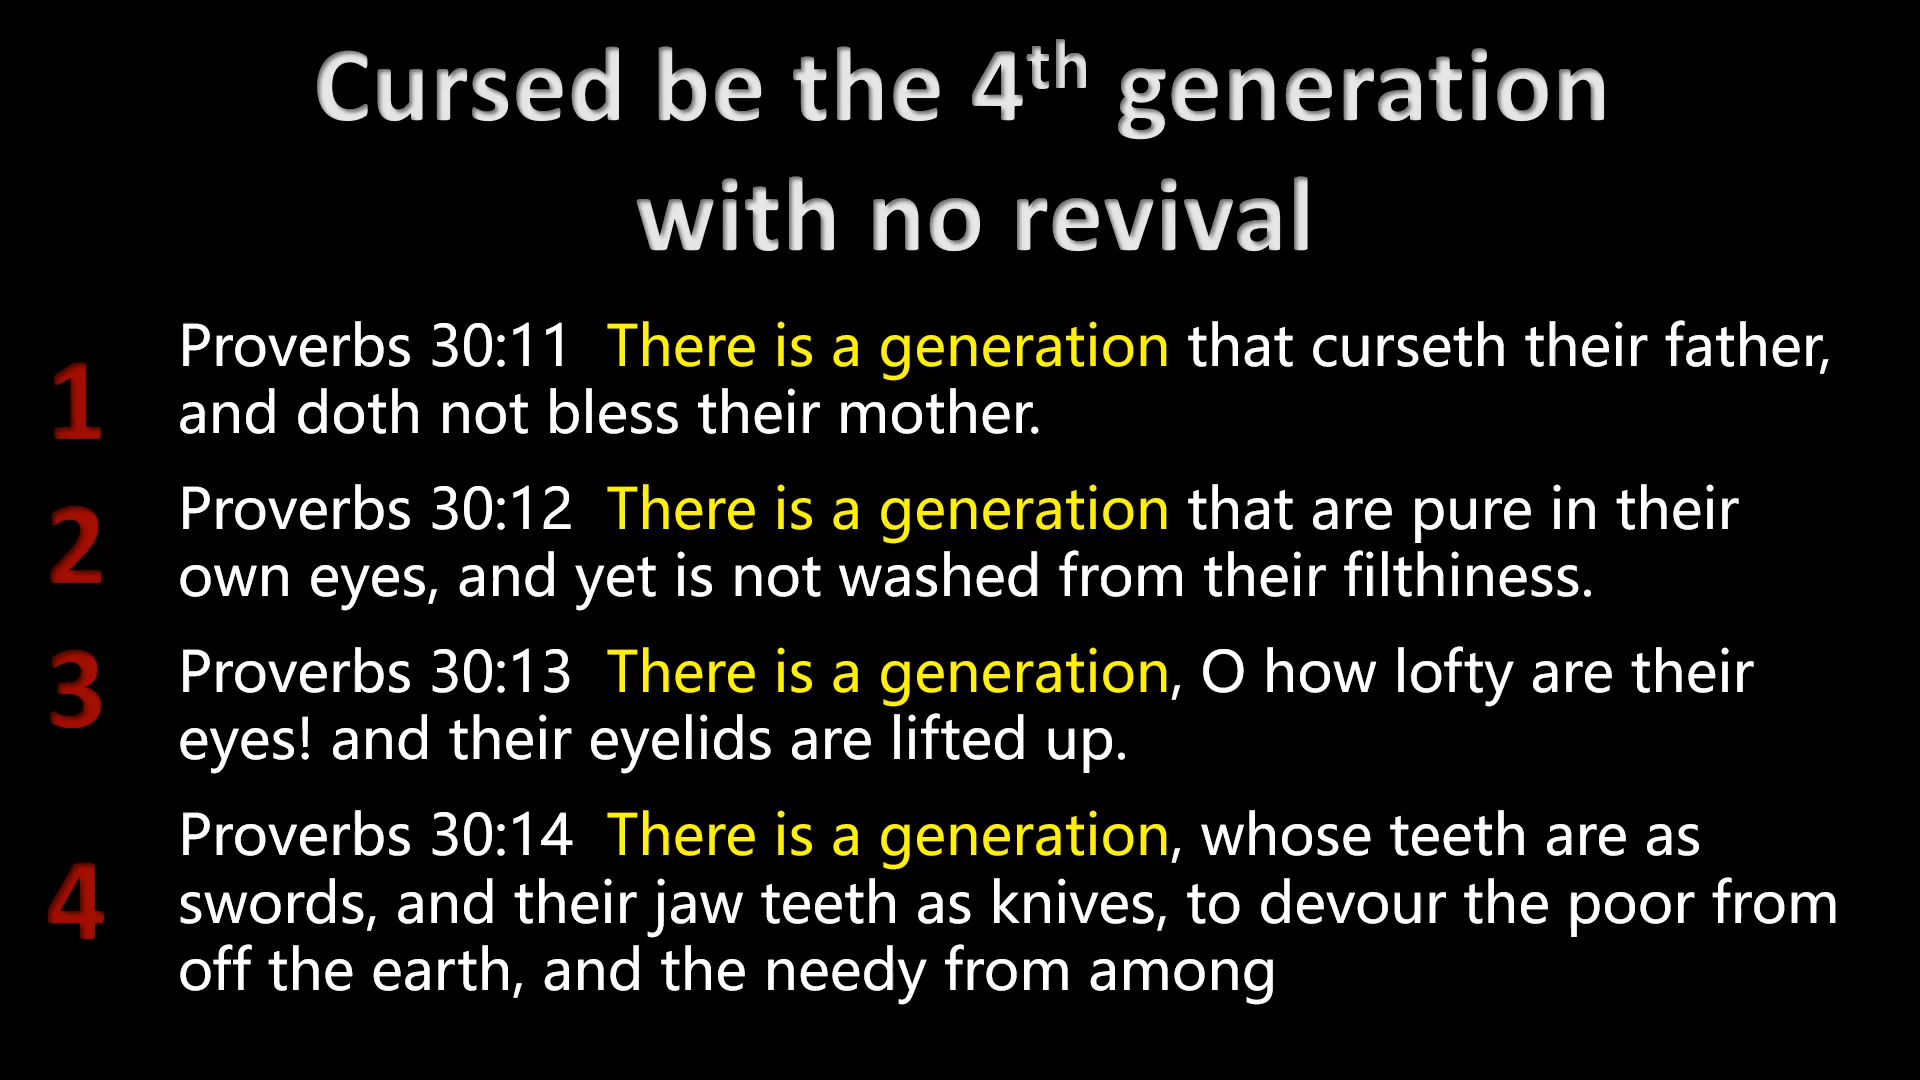 Cursed be the 4th generation
with no revival
1
Proverbs 30:11 There is a generation that curseth their father,
and doth not bless their mother.
2
Proverbs 30:12 There is a generation that are pure in their
own eyes, and yet is not washed from their filthiness.
3
Proverbs 30:13 There is a generation, O how lofty are their
eyes! and their eyelids are lifted up.
4
Proverbs 30:14 There is a generation, whose teeth are as
swords, and their jaw teeth as knives, to devour the poor from
off the earth, and the needy from among